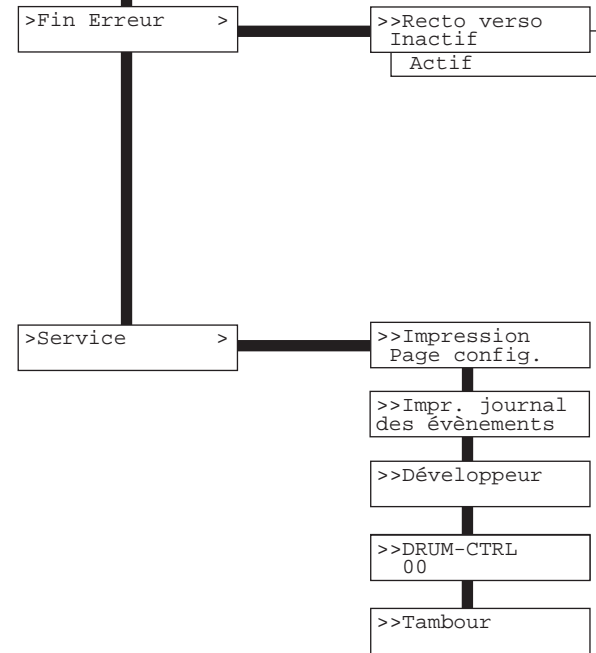 >Fin Erreur >
>>Recto verso
Inactif
Actif
>Service >
>>Impression
Page config.
>>Impr. journal
des évènements
>>Développeur
>>DRUM-CTRL
00
>>Tambour